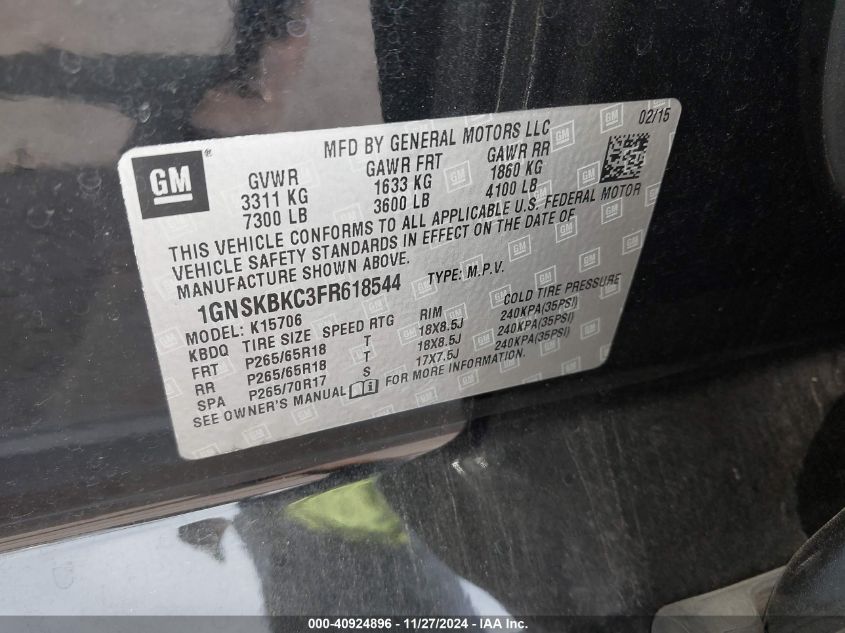 MFD BY GENERAL MOTORS LLC 02/15
GM ® GVWR GAWR FRT GAWR RR
3311 KG 1633 KG 1860 KG
7300 LB 3600 LB 4100 LB
THIS VEHICLE CONFORMS TO ALL APPLICABLE U.S. FEDERAL MOTOR
VEHICLE SAFETY STANDARDS IN EFFECT ON THE DATE OF
MANUFACTURE SHOWN ABOVE.
1GNSKBKC3FR618544 TYPE: M.P.V.
MODEL: K15706
KBDQ TIRE SIZE SPEED RTG RIM COLD TIRE PRESSURE
FRT P265/65R18 T 18X8.5J 240KPA(35PSI)
RR P265/65R18 T 18X8.5J 240KPA(35PSI)
SPA P265/70R17 S 17X7.5J 240KPA(35PSI)
SEE OWNER'S MANUAL FOR MORE INFORMATION.
000-40924896 - 11/27/2024 - IAA Inc.